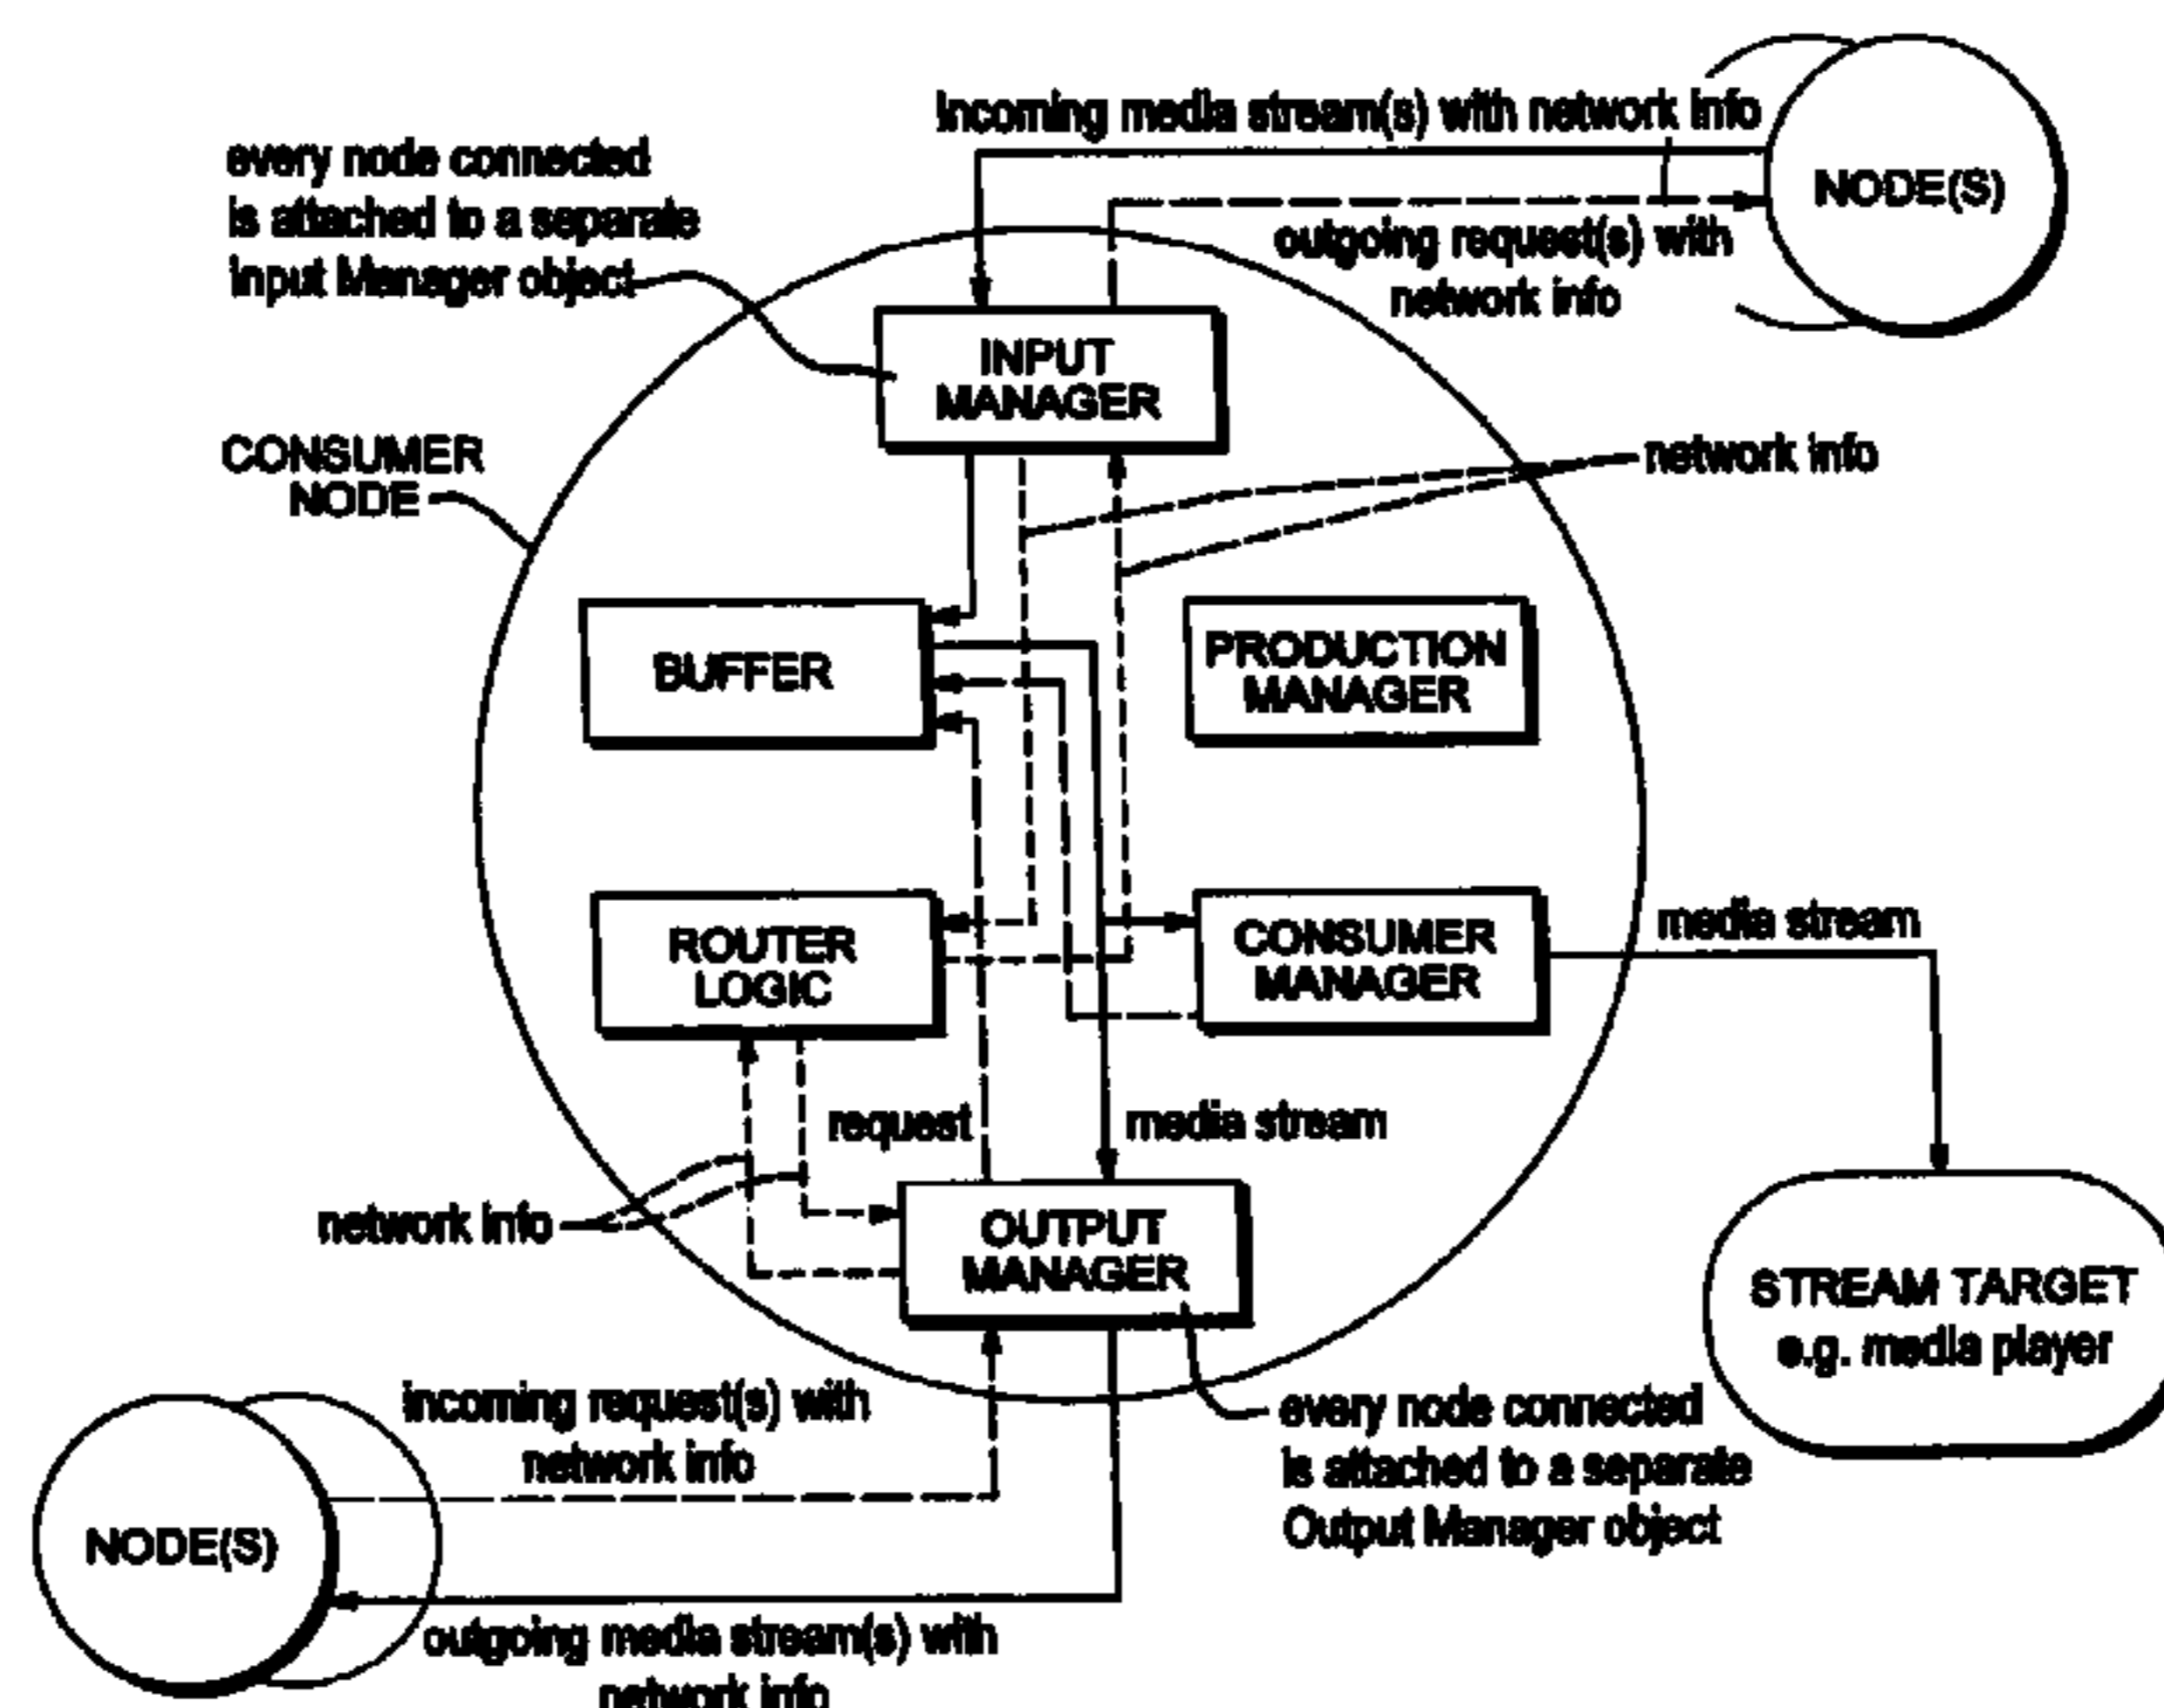 Incoming media stream(s) with network info
NODE(S)
every node connected
is attached to a separate
Input Manager object
outgoing request(s) with
network info
INPUT
MANAGER
CONSUMER
NODE
network info
BUFFER
PRODUCTION
MANAGER
ROUTER
LOGIC
CONSUMER
MANAGER
media stream
request
media stream
network info
OUTPUT
MANAGER
STREAM TARGET
e.g. media player
incoming request(s) with
network info
every node connected
is attached to a separate
Output Manager object
NODE(S)
outgoing media stream(s) with
network info